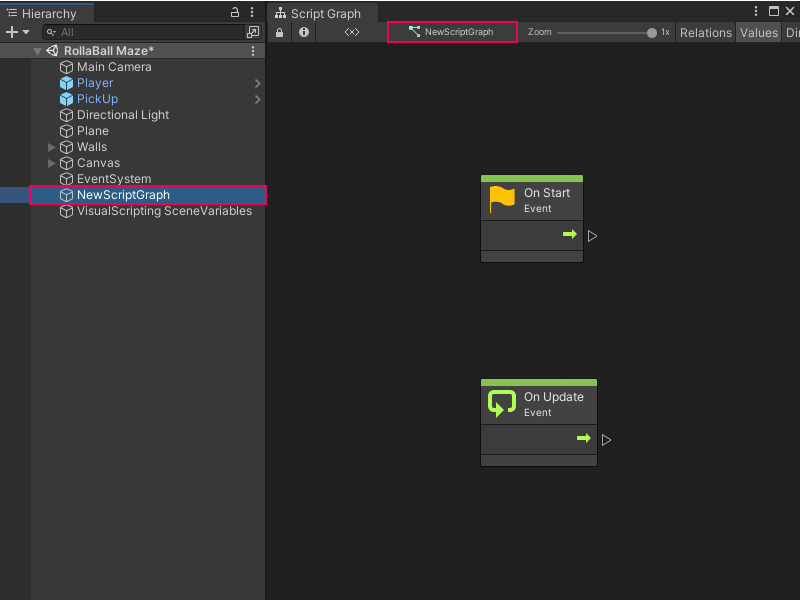 Hierarchy
All
RollaBall Maze*
Main Camera
Player
PickUp
Directional Light
Plane
Walls
Canvas
EventSystem
NewScriptGraph
VisualScripting SceneVariables
Script Graph
<x> NewScriptGraph Zoom 1x Relations Values Di
On Start
Event
On Update
Event